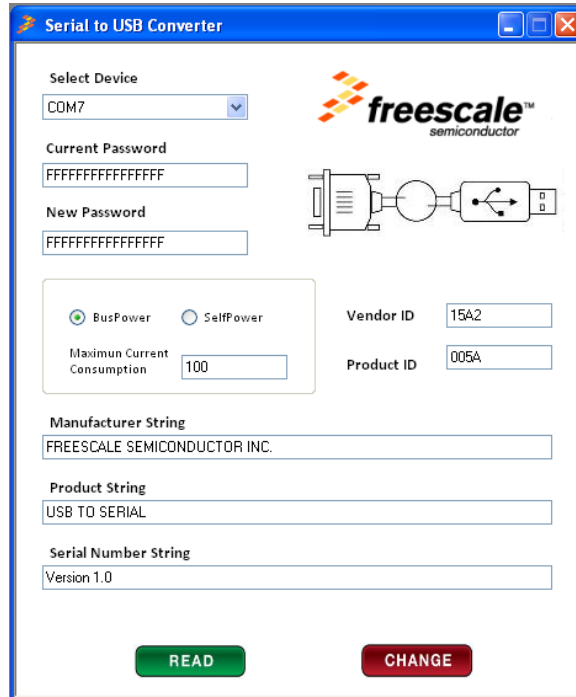 Serial to USB Converter
Select Device
COM7
freescale™
semiconductor
Current Password
FFFFFFFFFFFFFFFF
New Password
FFFFFFFFFFFFFFFF
BusPower SelfPower
Maximun Current
Consumption
100
Vendor ID 15A2
Product ID 005A
Manufacturer String
FREESCALE SEMICONDUCTOR INC.
Product String
USB TO SERIAL
Serial Number String
Version 1.0
READ CHANGE